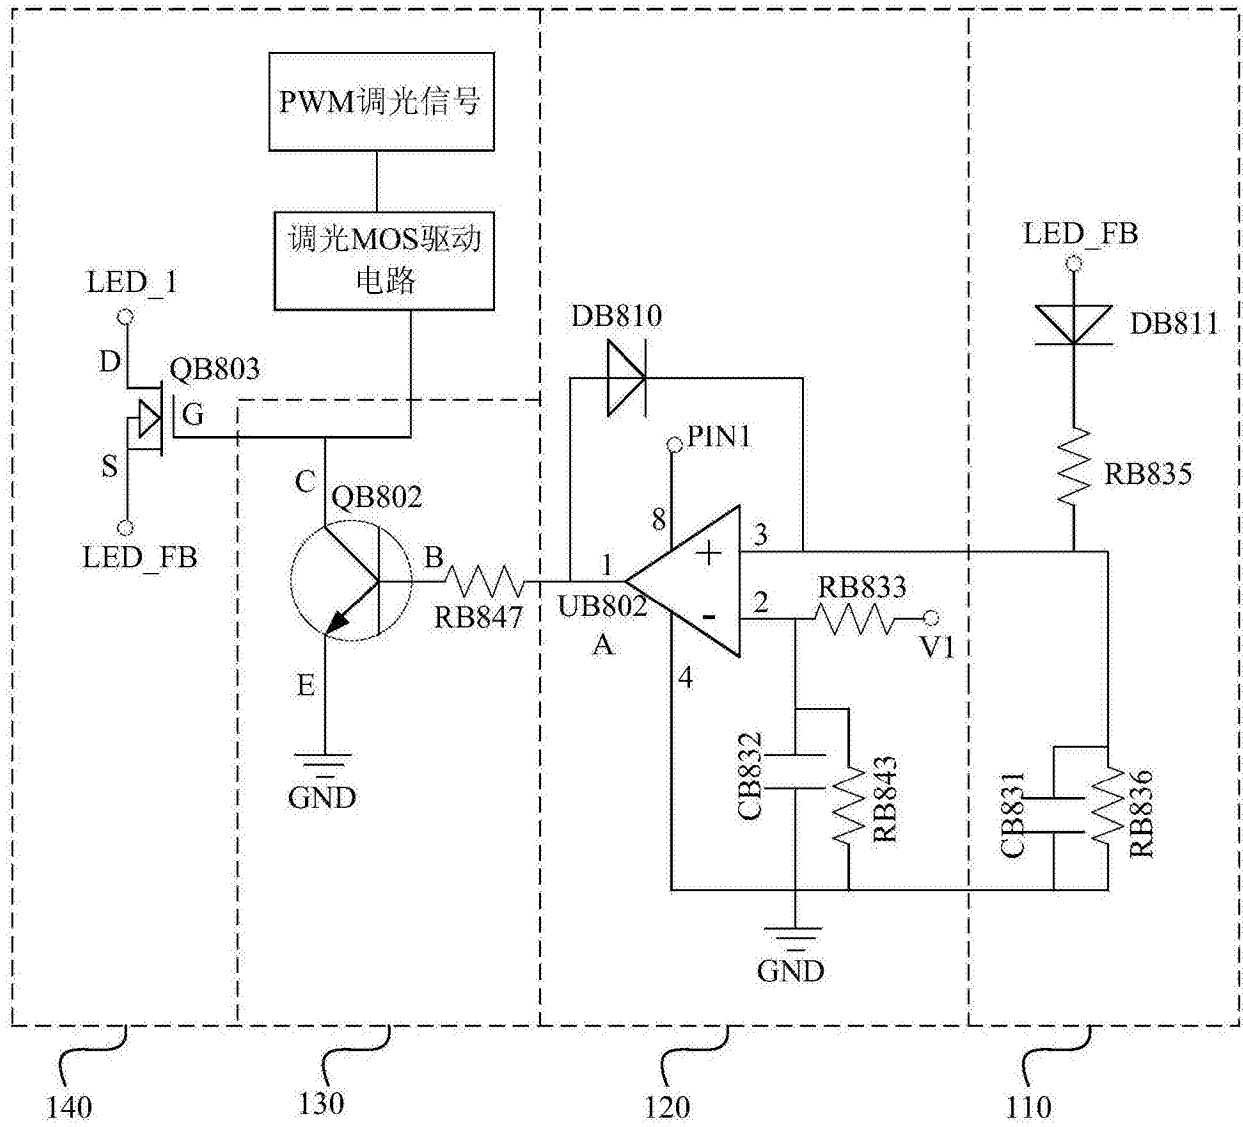 PWM调光信号
调光MOS驱动
电路
LED_1
D
QB803
G
S
LED_FB
C
QB802
B
RB847
E
GND
DB810
PIN1
8
3
1
+
UB802
A
2
-
4
RB833
V1
CB832
RB843
GND
LED_FB
DB811
RB835
CB831
RB836
140
130
120
110